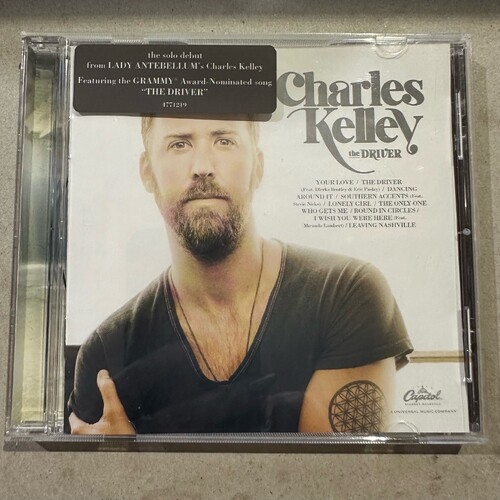 the solo debut
from LADY ANTEBELLUM's Charles Kelley
Featuring the GRAMMY® Award-Nominated song
"THE DRIVER"
4771219
Charles
Kelley
the DRIVER
YOUR LOVE / THE DRIVER
(Feat. Dierks Bentley & Eric Paslay) / DANCING
AROUND IT / SOUTHERN ACCENTS (Feat.
Stevie Nicks) / LONELY GIRL / THE ONLY ONE
WHO GETS ME / ROUND IN CIRCLES /
I WISH YOU WERE HERE (Feat.
Miranda Lambert) / LEAVING NASHVILLE
Capitol
A UNIVERSAL MUSIC COMPANY